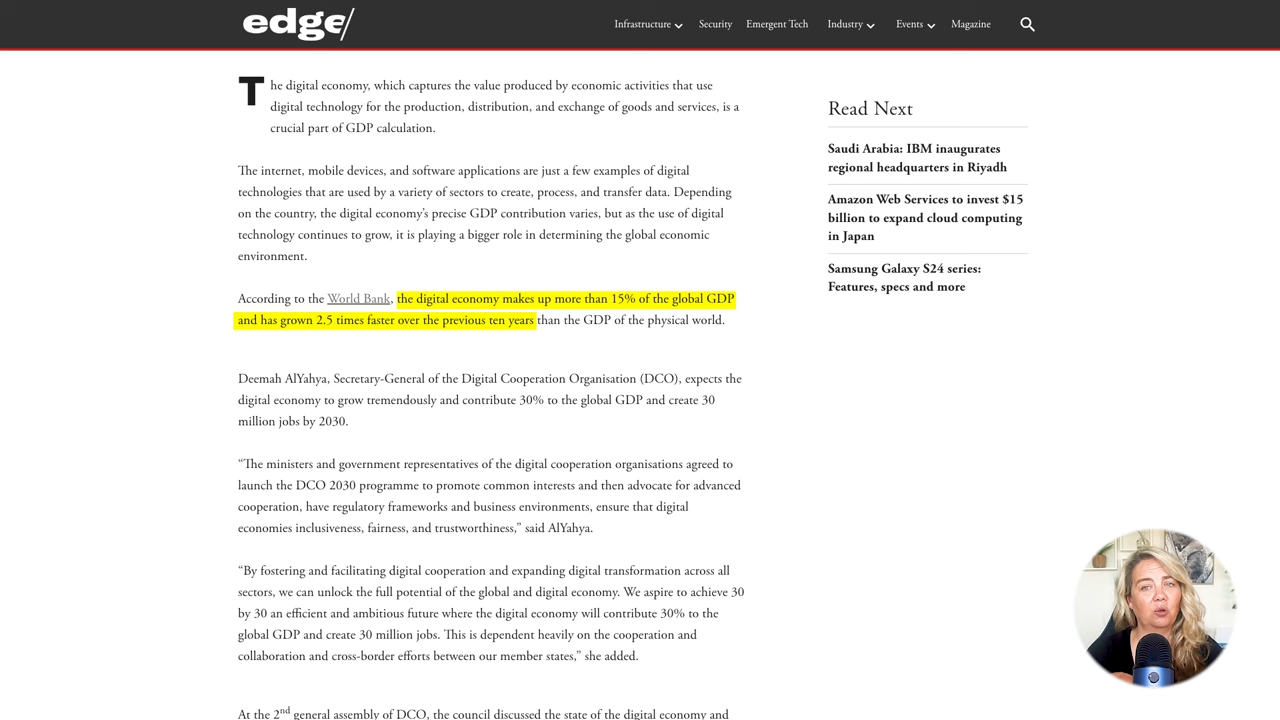 edge/
Infrastructure Security Emergent Tech Industry Events Magazine
The digital economy, which captures the value produced by economic activities that use
digital technology for the production, distribution, and exchange of goods and services, is a
crucial part of GDP calculation.
The internet, mobile devices, and software applications are just a few examples of digital
technologies that are used by a variety of sectors to create, process, and transfer data. Depending
on the country, the digital economy’s precise GDP contribution varies, but as the use of digital
technology continues to grow, it is playing a bigger role in determining the global economic
environment.
According to the World Bank, the digital economy makes up more than 15% of the global GDP
and has grown 2.5 times faster over the previous ten years than the GDP of the physical world.
Deemah AlYahya, Secretary-General of the Digital Cooperation Organisation (DCO), expects the
digital economy to grow tremendously and contribute 30% to the global GDP and create 30
million jobs by 2030.
“The ministers and government representatives of the digital cooperation organisations agreed to
launch the DCO 2030 programme to promote common interests and then advocate for advanced
cooperation, have regulatory frameworks and business environments, ensure that digital
economies inclusiveness, fairness, and trustworthiness,” said AlYahya.
“By fostering and facilitating digital cooperation and expanding digital transformation across all
sectors, we can unlock the full potential of the global and digital economy. We aspire to achieve 30
by 30 an efficient and ambitious future where the digital economy will contribute 30% to the
global GDP and create 30 million jobs. This is dependent heavily on the cooperation and
collaboration and cross-border efforts between our member states,” she added.
At the 2nd general assembly of DCO, the council discussed the state of the digital economy and
Read Next
Saudi Arabia: IBM inaugurates
regional headquarters in Riyadh
Amazon Web Services to invest $15
billion to expand cloud computing
in Japan
Samsung Galaxy S24 series:
Features, specs and more